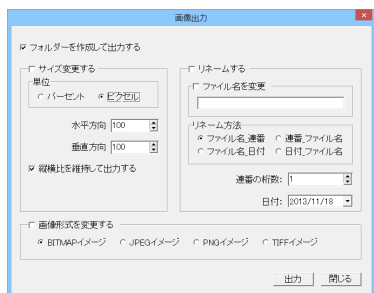 画像出力
フォルダーを作成して出力する
サイズ変更する
単位
パーセント ピクセル
水平方向 100
垂直方向 100
縦横比を維持して出力する
リネームする
ファイル名を変更
リネーム方法
ファイル名_連番 連番_ファイル名
ファイル名_日付 日付_ファイル名
連番の桁数: 1
日付: 2013/11/18
画像形式を変更する
BITMAPイメージ JPEGイメージ PNGイメージ TIFFイメージ
出力 閉じる